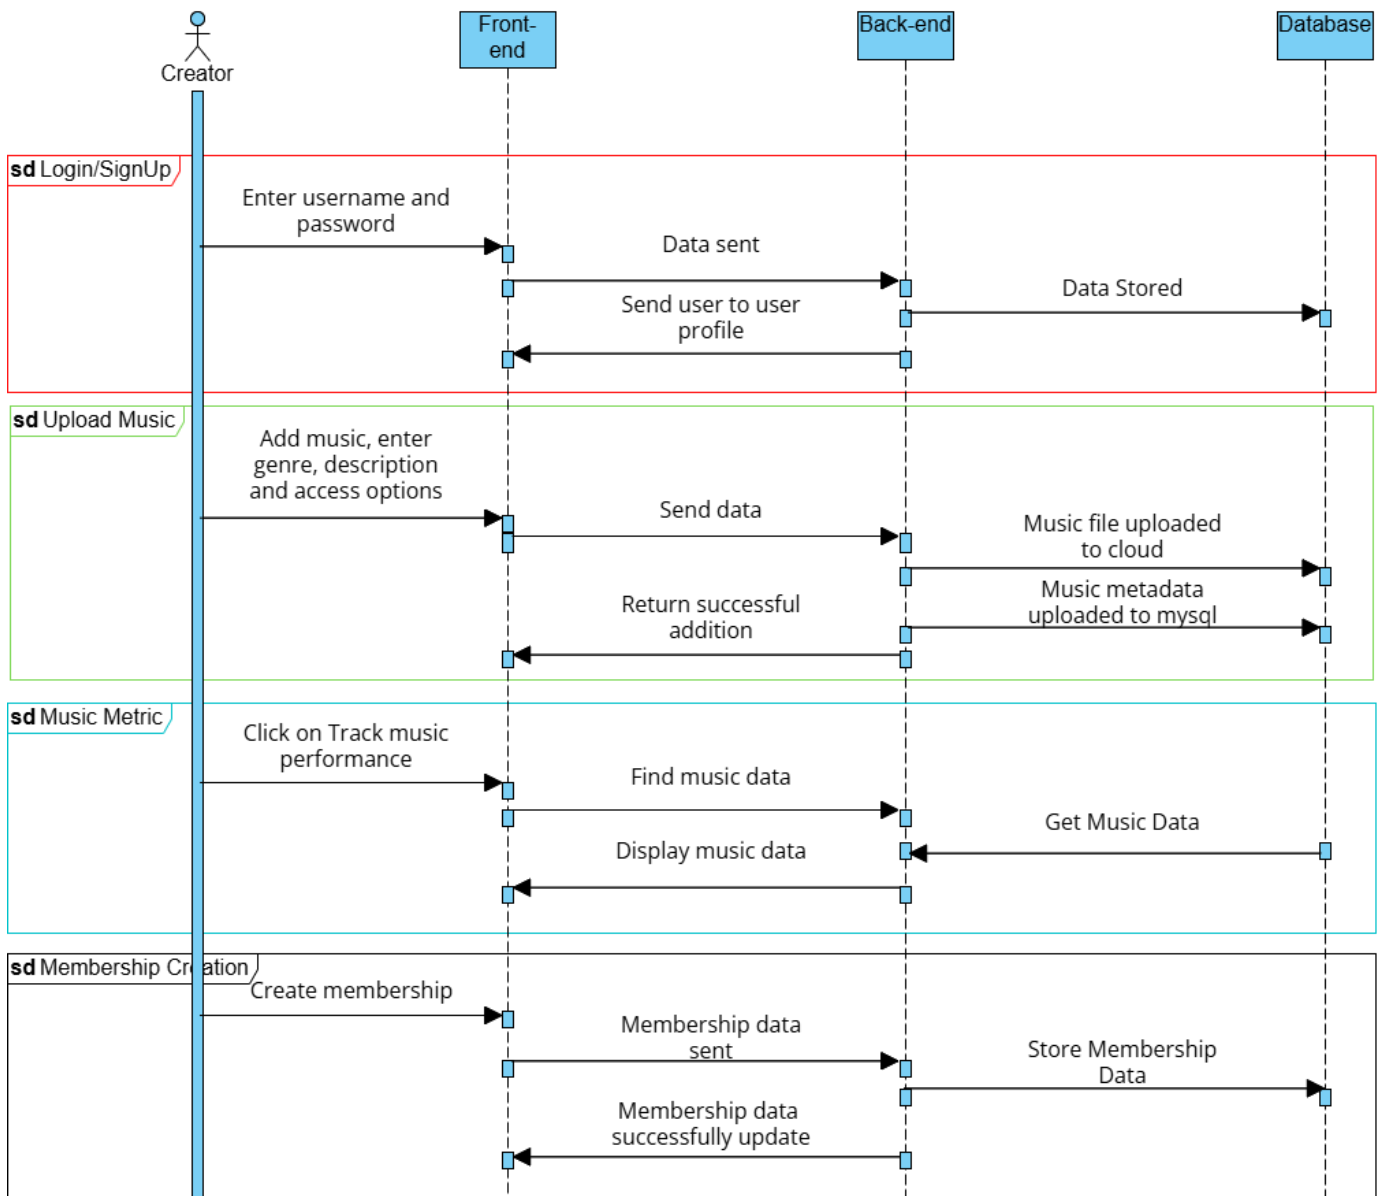 Creator
Front-
end
Back-end
Database
sd Login/SignUp
Enter username and
password
Data sent
Data Stored
Send user to user
profile
sd Upload Music
Add music, enter
genre, description
and access options
Send data
Music file uploaded
to cloud
Music metadata
uploaded to mysql
Return successful
addition
sd Music Metric
Click on Track music
performance
Find music data
Get Music Data
Display music data
sd Membership Creation
Create membership
Membership data
sent
Store Membership
Data
Membership data
successfully update